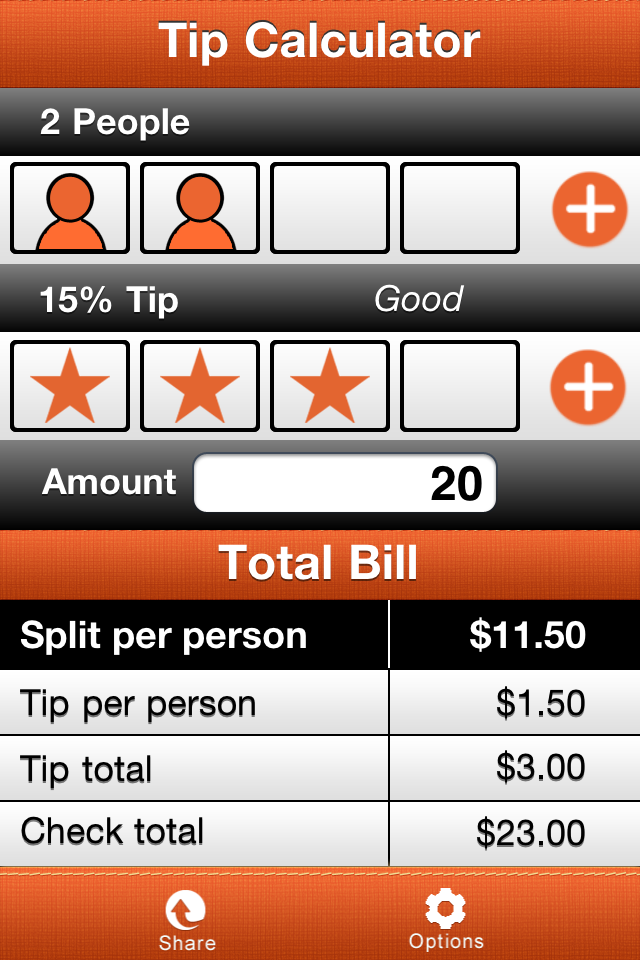 Tip Calculator
2 People
15% Tip Good
Amount 20
Total Bill
Split per person $11.50
Tip per person $1.50
Tip total $3.00
Check total $23.00
Share Options